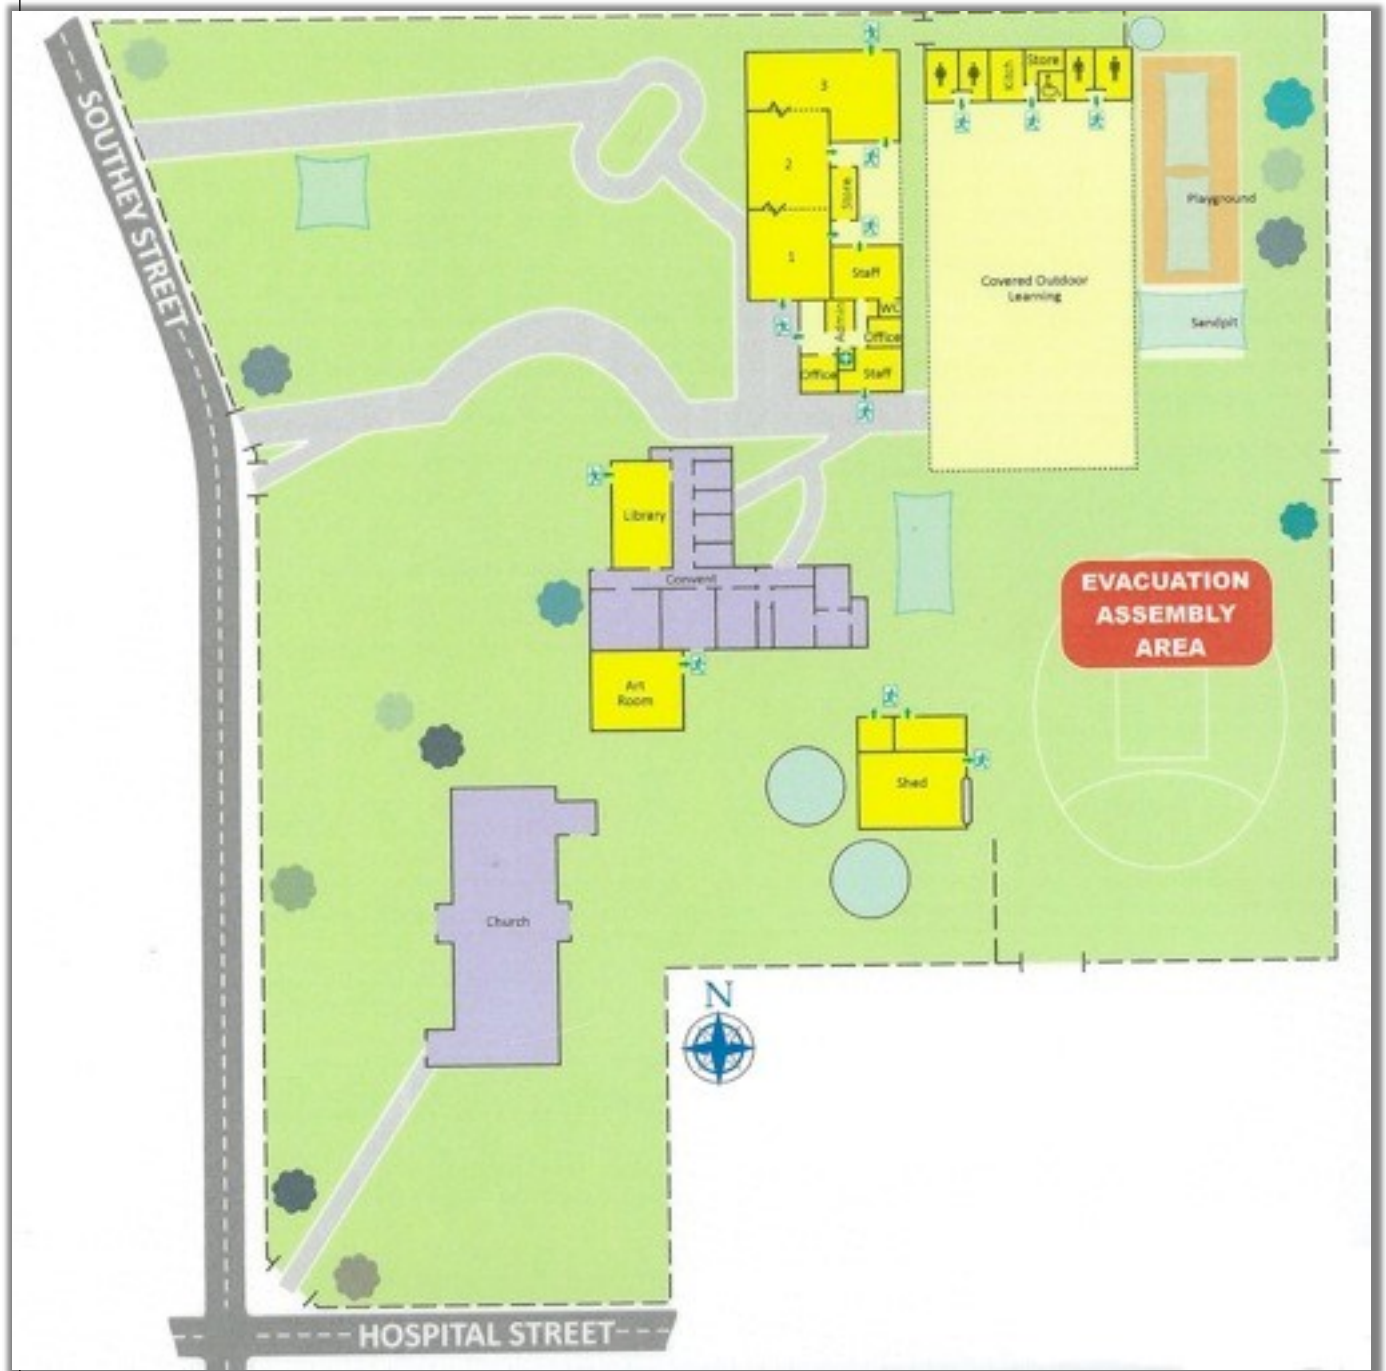 SOUTHEY STREET
3
2
Store
1
Staff
Admin
WC
Office
Office
Staff
Kitch
Store
Covered Outdoor
Learning
Playground
Sandpit
Library
Convent
Art
Room
EVACUATION
ASSEMBLY
AREA
Shed
Church
N
HOSPITAL STREET